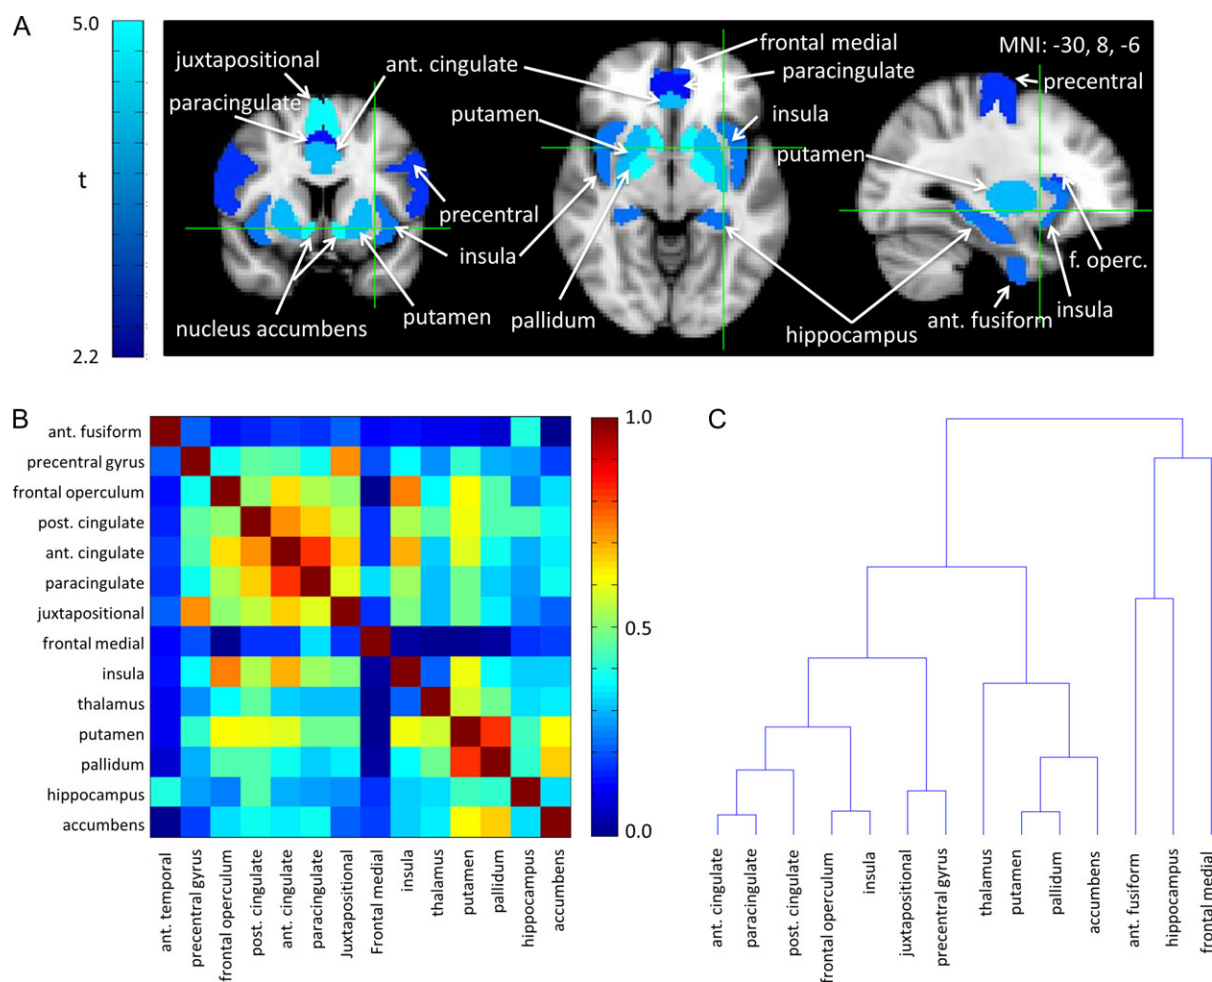 A
5.0
t
2.2
juxtapositional
ant. cingulate
paracingulate
putamen
precentral
insula
nucleus accumbens
putamen
pallidum
frontal medial
paracingulate
insula
MNI: -30, 8, -6
precentral
putamen
f. operc.
insula
ant. fusiform
hippocampus
B
ant. fusiform
precentral gyrus
frontal operculum
post. cingulate
ant. cingulate
paracingulate
juxtapositional
frontal medial
insula
thalamus
putamen
pallidum
hippocampus
accumbens
ant. temporal
precentral gyrus
frontal operculum
post. cingulate
ant. cingulate
paracingulate
Juxtapositional
Frontal medial
insula
thalamus
putamen
pallidum
hippocampus
accumbens
1.0
0.5
0.0
C
ant. cingulate
paracingulate
post. cingulate
frontal operculum
insula
juxtapositional
precentral gyrus
thalamus
putamen
pallidum
accumbens
ant. fusiform
hippocampus
frontal medial